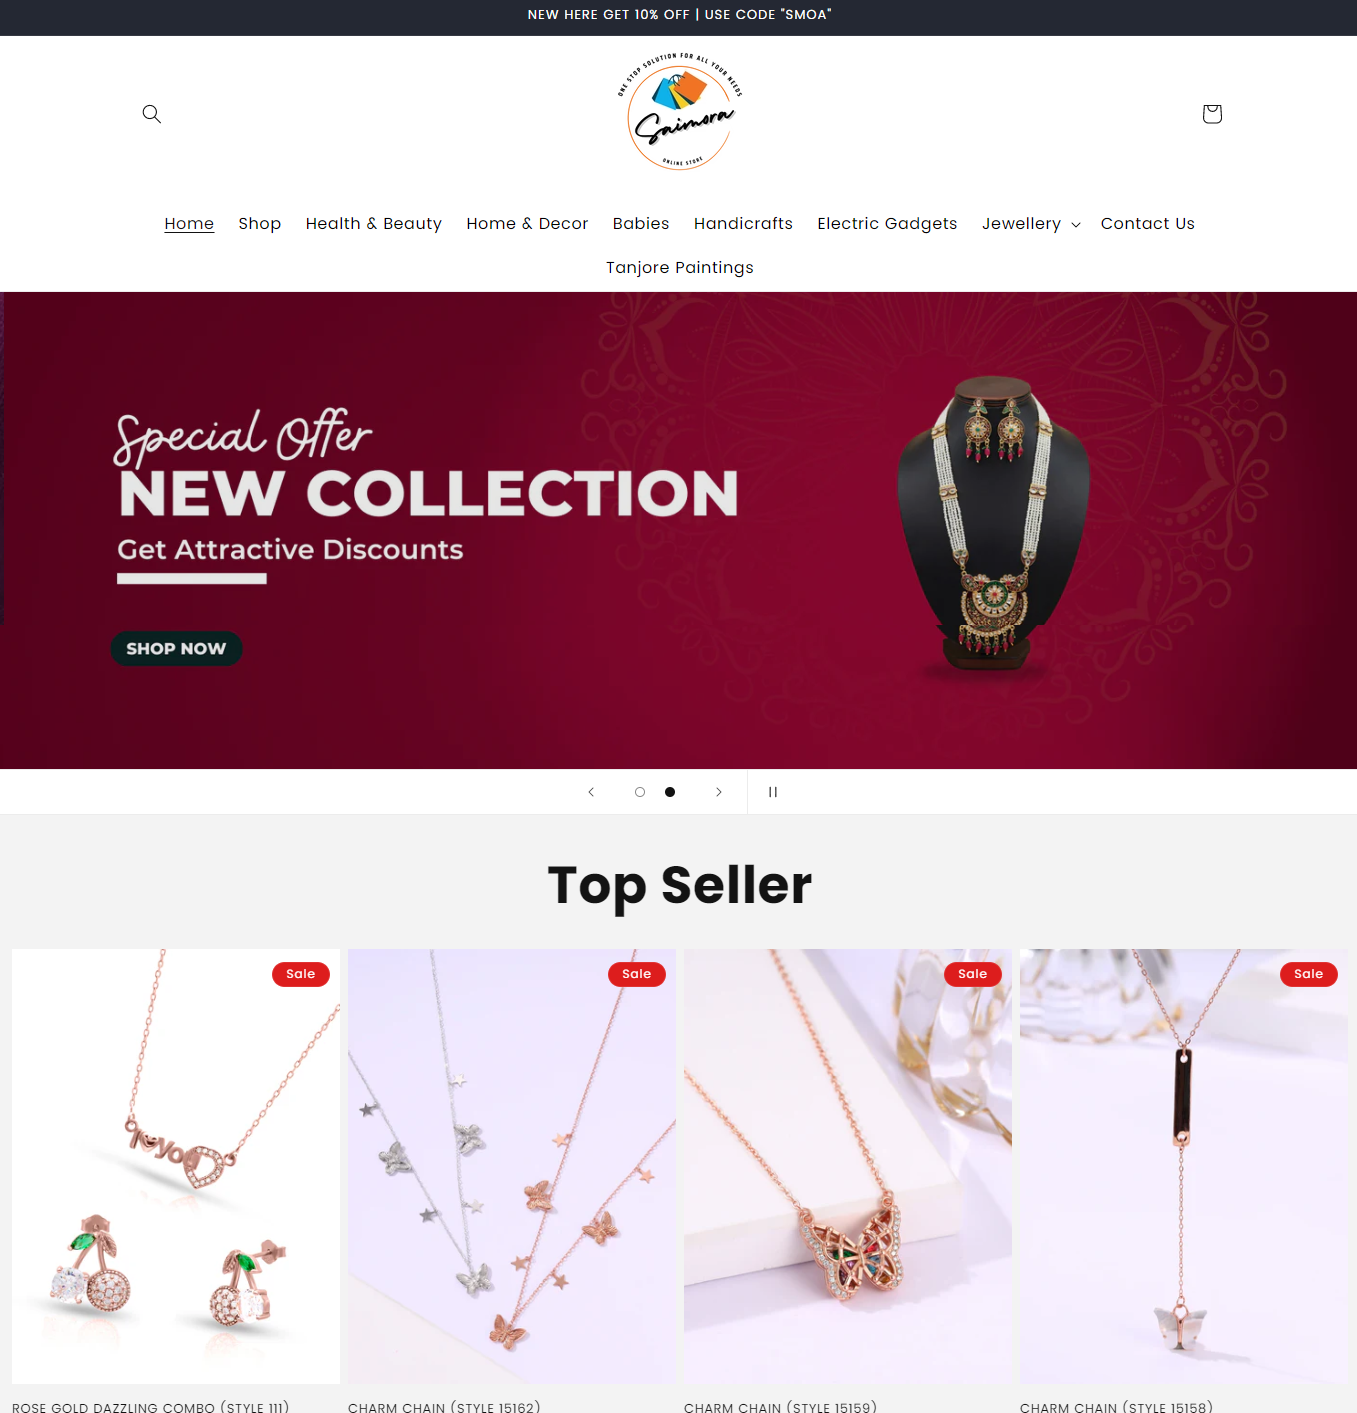 NEW HERE GET 10% OFF | USE CODE "SMOA"
ONE STOP SOLUTION FOR ALL YOUR NEEDS
Saimora
ONLINE STORE
Home Shop Health & Beauty Home & Decor Babies Handicrafts Electric Gadgets Jewellery Contact Us
Tanjore Paintings
Special Offer
NEW COLLECTION
Get Attractive Discounts
SHOP NOW
Top Seller
Sale Sale Sale Sale
I you
ROSE GOLD DAZZLING COMBO (STYLE 111) CHARM CHAIN (STYLE 15162) CHARM CHAIN (STYLE 15159) CHARM CHAIN (STYLE 15158)